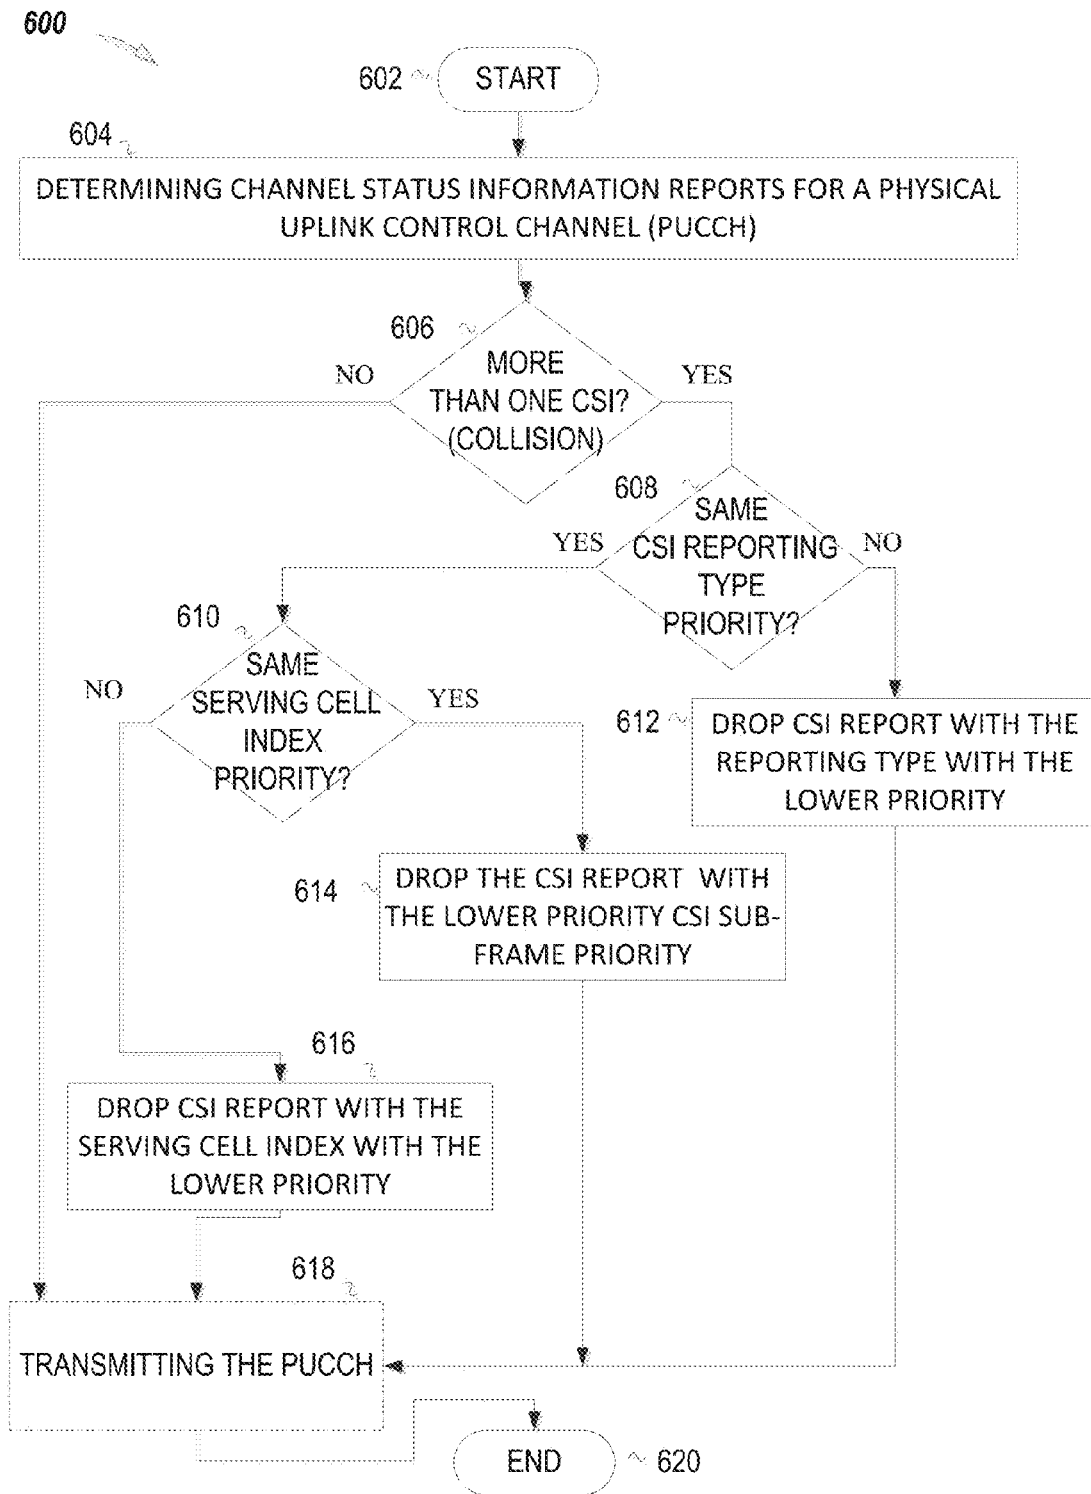 600
602
START
604
DETERMINING CHANNEL STATUS INFORMATION REPORTS FOR A PHYSICAL
UPLINK CONTROL CHANNEL (PUCCH)
606
NO
MORE
THAN ONE CSI?
(COLLISION)
YES
608
YES
SAME
CSI REPORTING
TYPE
PRIORITY?
NO
610
NO
SAME
SERVING CELL
INDEX
PRIORITY?
YES
612
DROP CSI REPORT WITH THE
REPORTING TYPE WITH THE
LOWER PRIORITY
614
DROP THE CSI REPORT WITH
THE LOWER PRIORITY CSI SUB-
FRAME PRIORITY
616
DROP CSI REPORT WITH THE
SERVING CELL INDEX WITH THE
LOWER PRIORITY
618
TRANSMITTING THE PUCCH
END
620